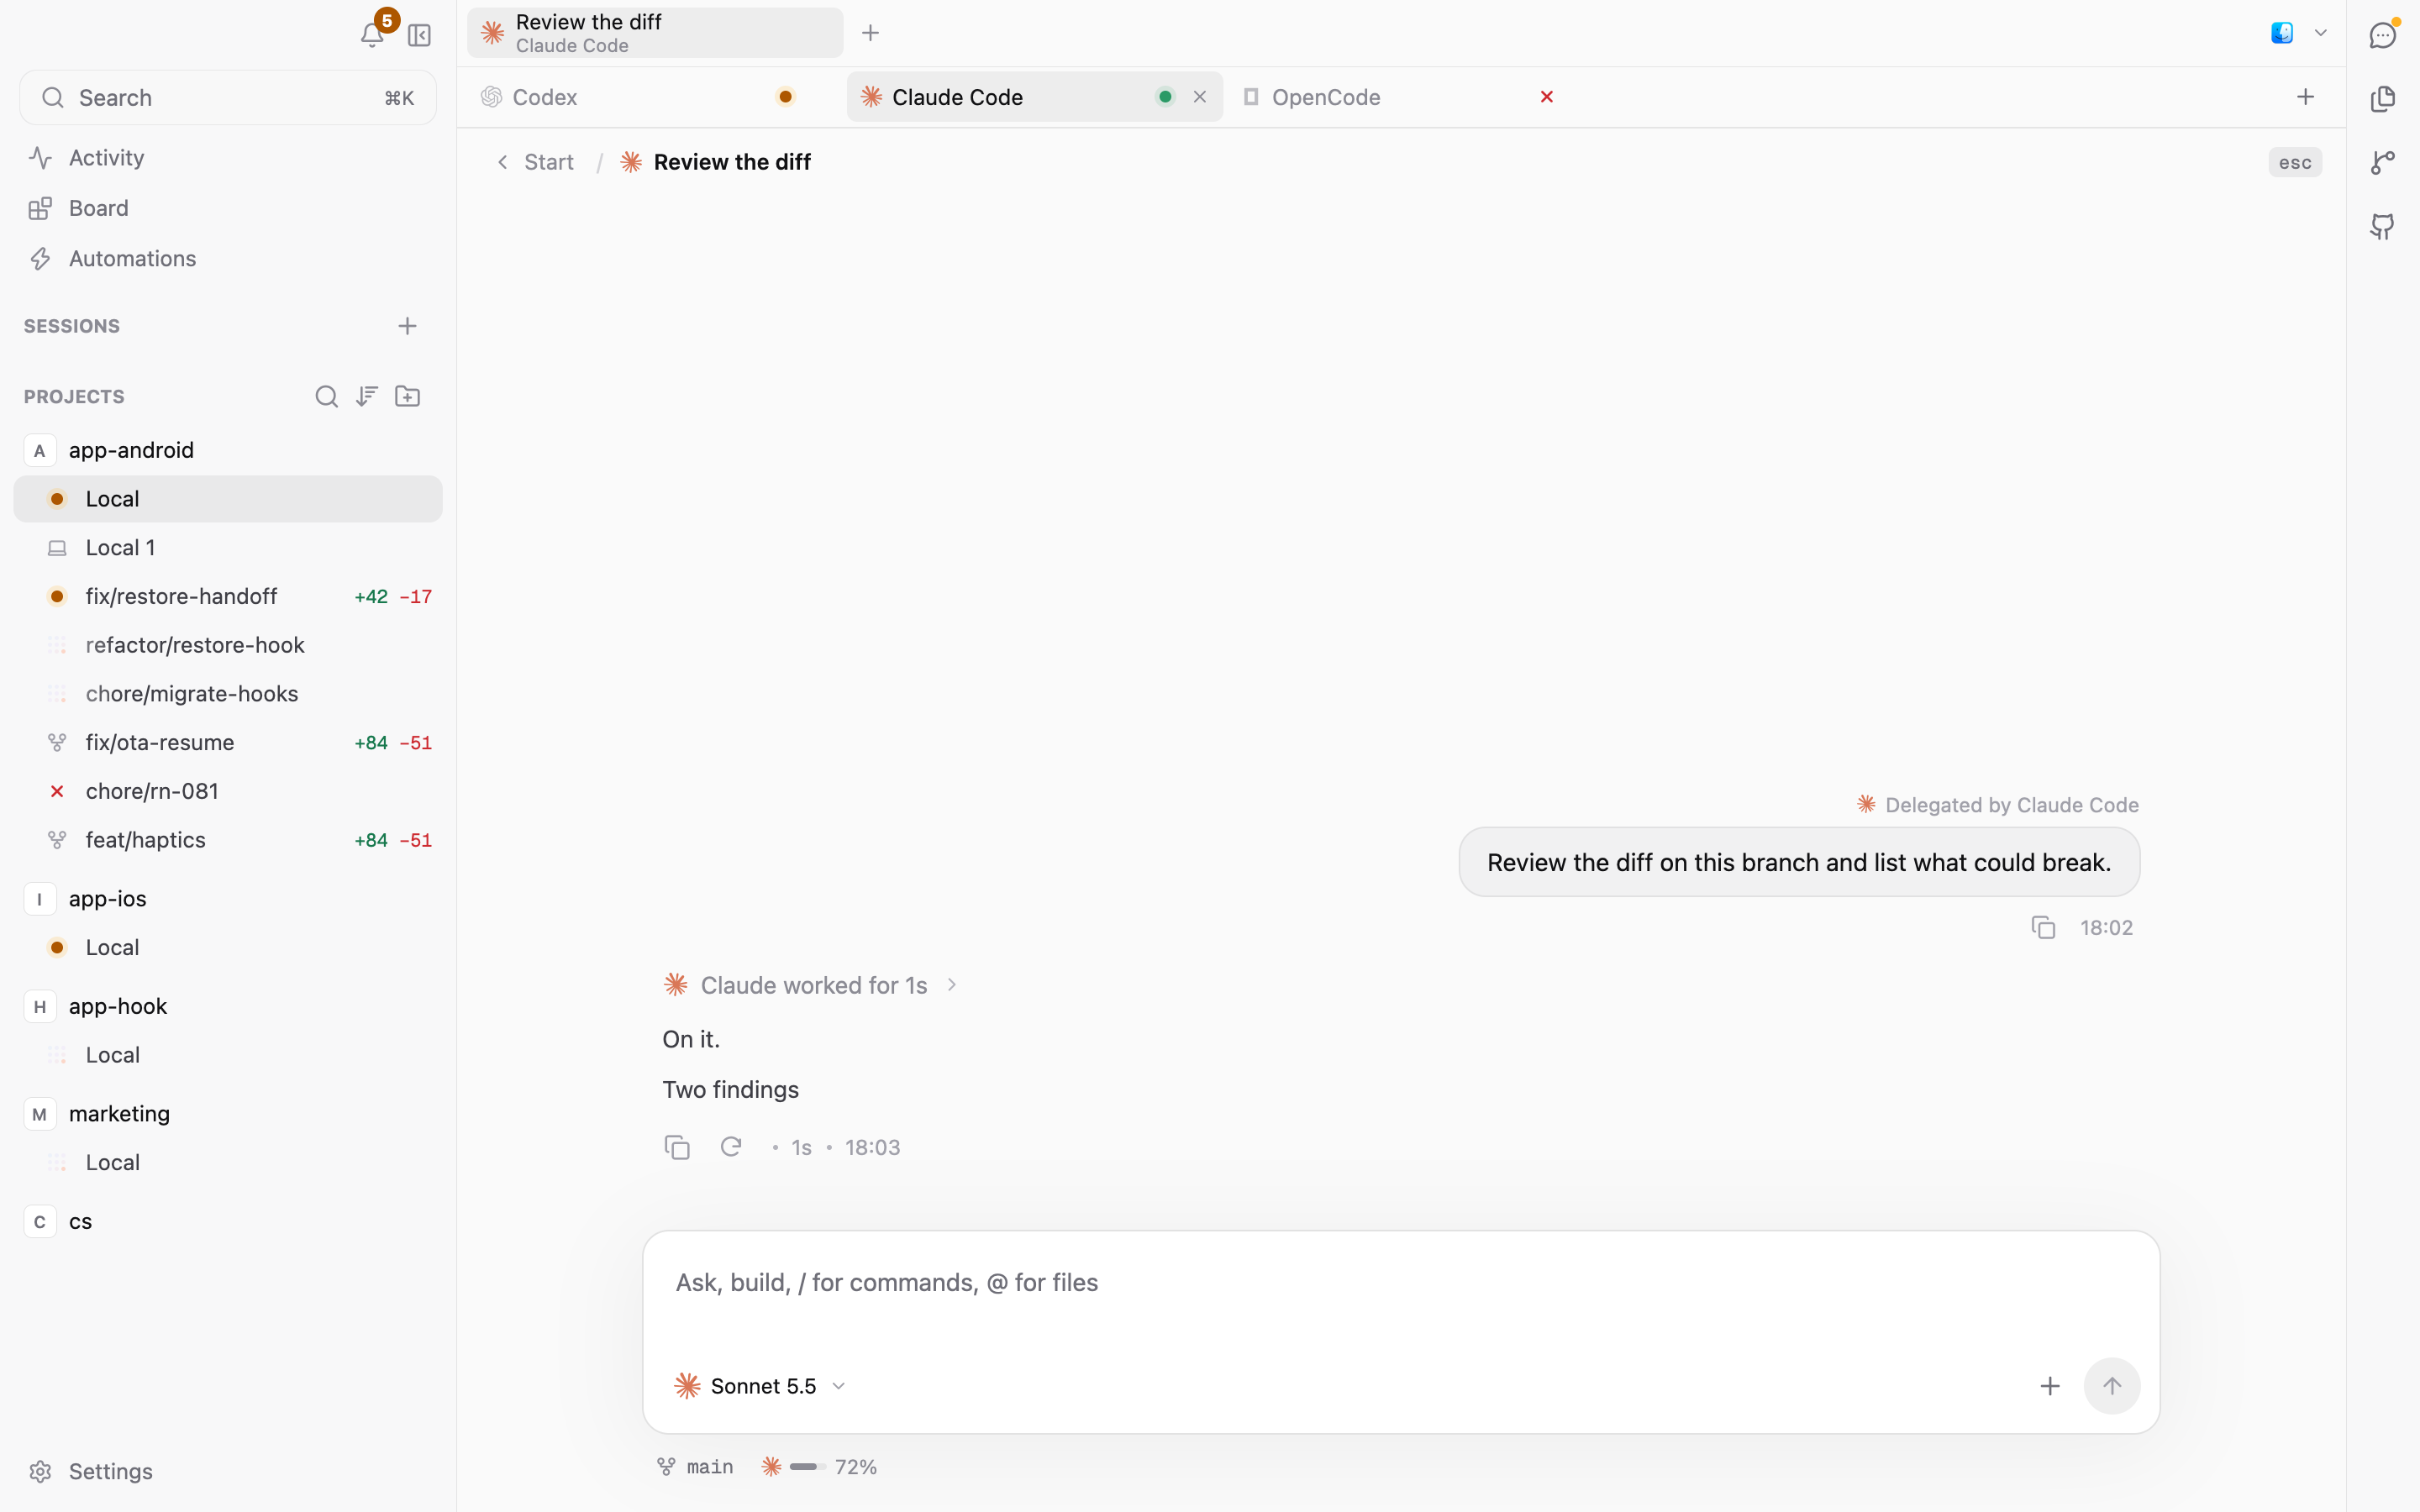 5
Search ⌘K
Activity
Board
Automations
SESSIONS
PROJECTS
A app-android
Local
Local 1
fix/restore-handoff +42 −17
refactor/restore-hook
chore/migrate-hooks
fix/ota-resume +84 −51
chore/rn-081
feat/haptics +84 −51
I app-ios
Local
H app-hook
Local
M marketing
Local
C cs
Settings
Review the diff
Claude Code
Codex
Claude Code
OpenCode
Start / Review the diff
esc
Delegated by Claude Code
Review the diff on this branch and list what could break.
18:02
Claude worked for 1s
On it.
Two findings
• 1s • 18:03
Ask, build, / for commands, @ for files
Sonnet 5.5
main 72%